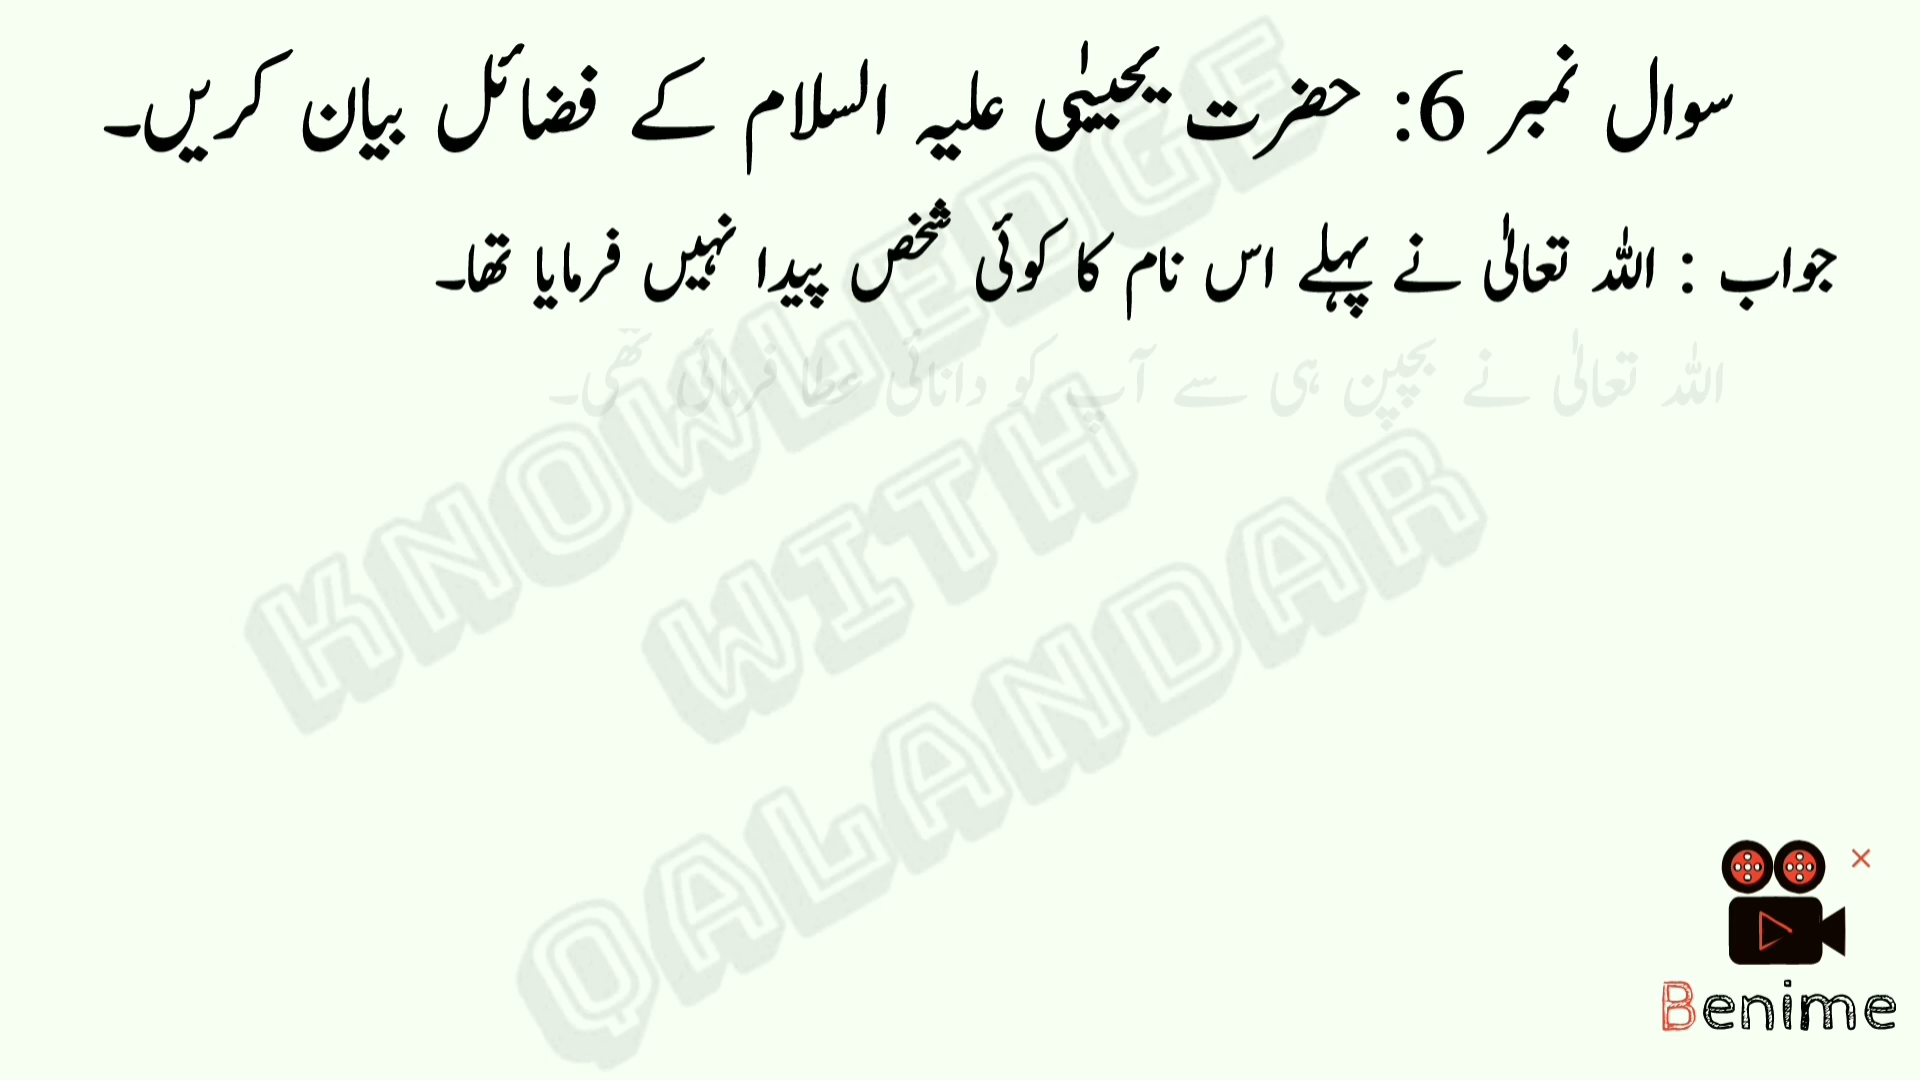 سوال نمبر 6: حضرت یحییٰی علیہ السلام کے فضائل بیان کریں۔
جواب : اللہ تعالٰی نے پہلے اس نام کا کوئی شخص پیدا نہیں فرمایا تھا۔
اللہ تعالٰی نے بچپن ہی سے آپ کو دانائی عطا فرمائی تھی۔
KNOWLEDGE
WITH
QALANDAR
×
Benime